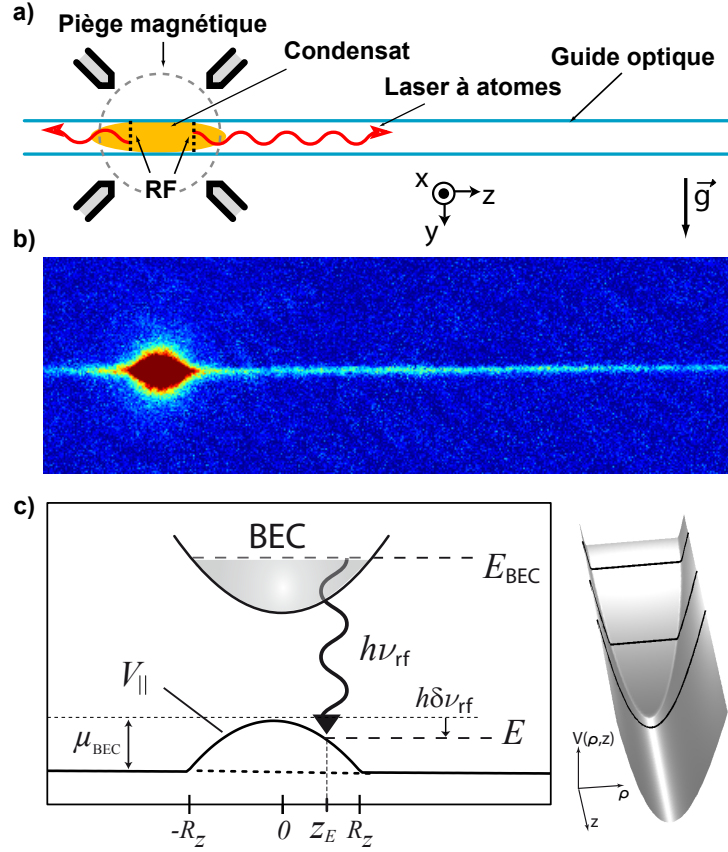 a)
Piège magnétique
Condensat
Guide optique
Laser à atomes
RF
x
z
y
g
b)
c)
BEC
E_BEC
hν_rf
V_||
hδν_rf
μ_BEC
E
-R_z 0 z_E R_z
V(ρ,z)
ρ
z